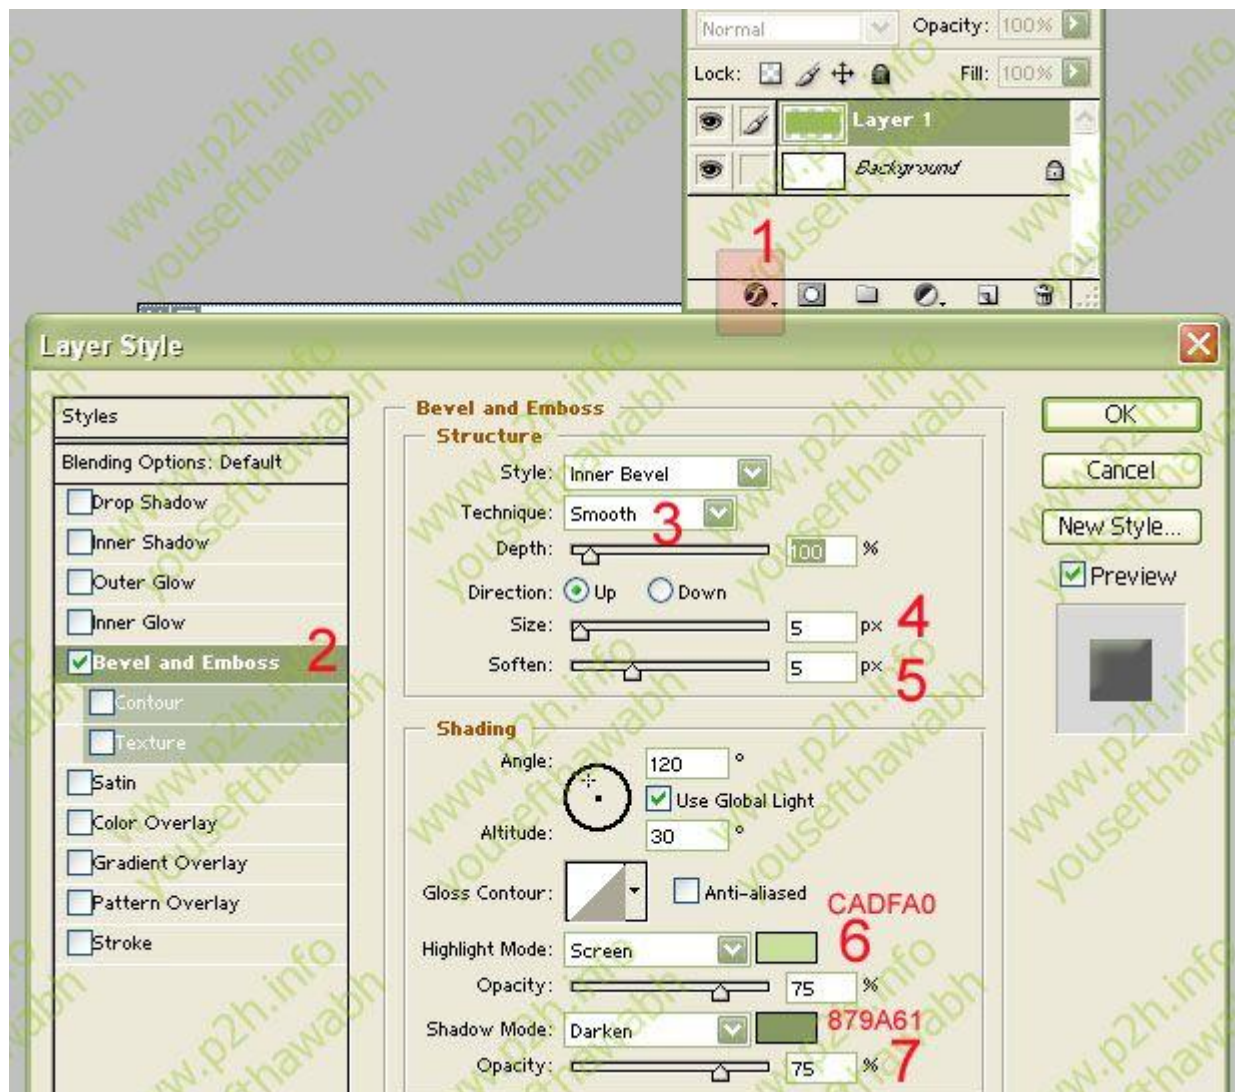 Normal Opacity: 100%
Lock: Fill: 100%
Layer 1
Background
1
Layer Style
Styles
Blending Options: Default
Drop Shadow
Inner Shadow
Outer Glow
Inner Glow
Bevel and Emboss 2
Contour
Texture
Satin
Color Overlay
Gradient Overlay
Pattern Overlay
Stroke
Bevel and Emboss
Structure
Style: Inner Bevel
Technique: Smooth 3
Depth: 100 %
Direction: Up Down
Size: 5 px 4
Soften: 5 px 5
Shading
Angle: 120 °
Use Global Light
Altitude: 30 °
Gloss Contour: Anti-aliased
CADFA0
Highlight Mode: Screen 6
Opacity: 75 %
Shadow Mode: Darken 879A61
Opacity: 75 % 7
OK
Cancel
New Style...
Preview
www.p2h.info
yousefthawabh